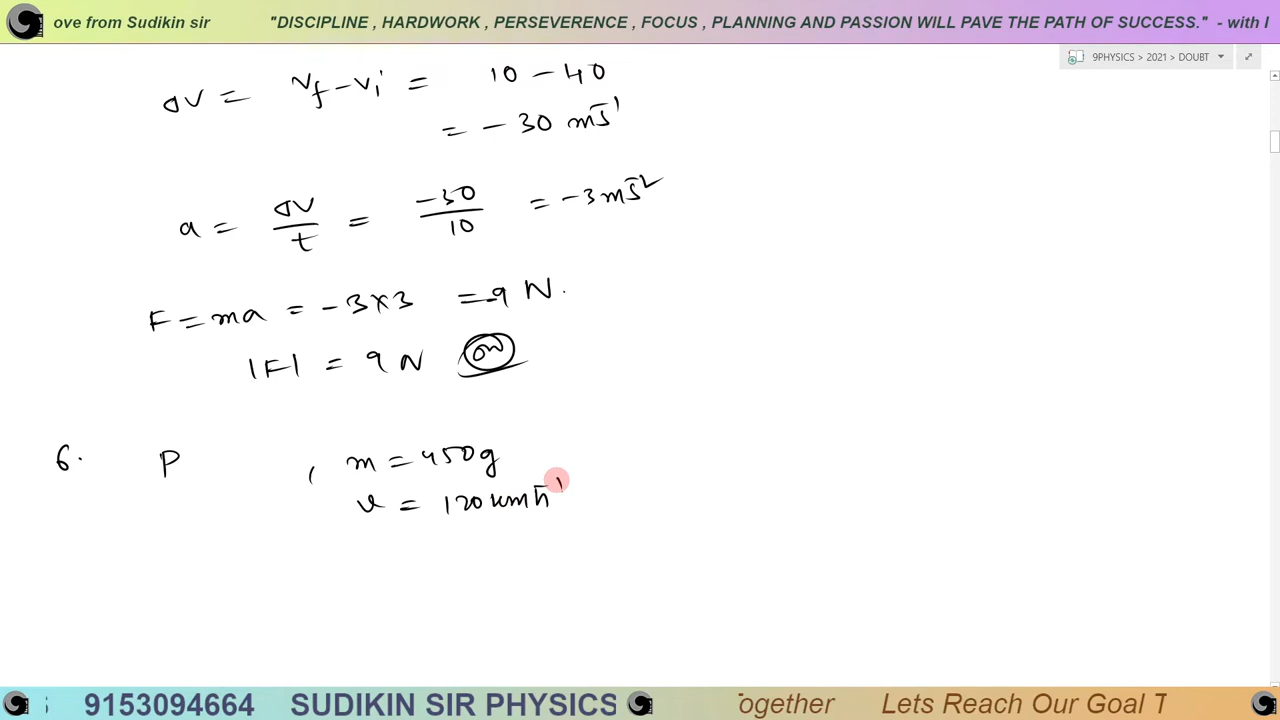 ove from Sudikin sir "DISCIPLINE , HARDWORK , PERSEVERENCE , FOCUS , PLANNING AND PASSION WILL PAVE THE PATH OF SUCCESS." - with l
9PHYSICS > 2021 > DOUBT
ΔV = Vf - Vi = 10 - 40
= - 30 ms⁻¹
a = ΔV/t = -30/10 = -3 ms⁻²
F = ma = -3×3 = -9 N.
|F| = 9 N
6. P , m = 450g
v = 120 kmh⁻¹
9153094664 SUDIKIN SIR PHYSICS ogether Lets Reach Our Goal T